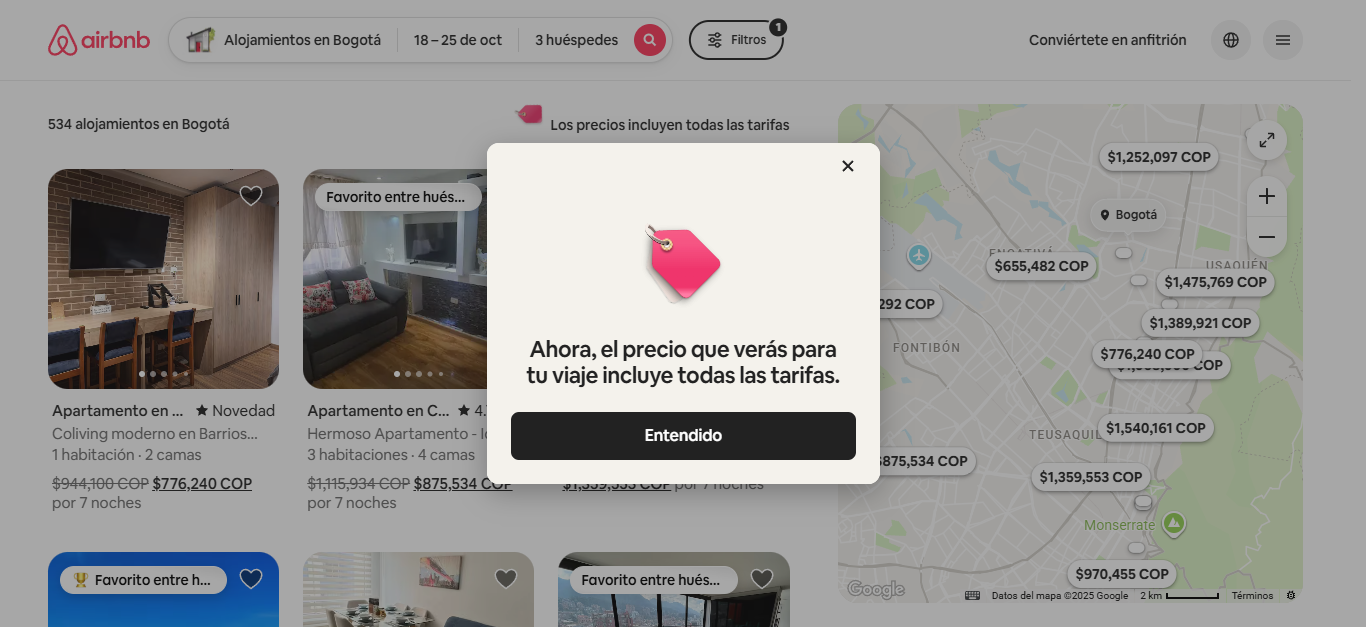 airbnb
Alojamientos en Bogotá
18 – 25 de oct
3 huéspedes
Filtros
1
Conviértete en anfitrión
534 alojamientos en Bogotá
Los precios incluyen todas las tarifas
Favorito entre hués...
Ahora, el precio que verás para
tu viaje incluye todas las tarifas.
Entendido
Apartamento en ...
Novedad
Coliving moderno en Barrios...
1 habitación · 2 camas
$944,100 COP $776,240 COP
por 7 noches
Apartamento en C...
4.
Hermoso Apartamento -
3 habitaciones · 4 camas
$1,115,934 COP $875,534 COP
por 7 noches
$1,359,553 COP por 7 noches
Favorito entre h...
Favorito entre hués...
$1,252,097 COP
Bogotá
ENGATIVÁ
$655,482 COP
USAQUÉN
$1,475,769 COP
292 COP
$1,389,921 COP
FONTIBÓN
$776,240 COP
COP
$1,540,161 COP
TEUSAQUIL
$875,534 COP
$1,359,553 COP
Monserrate
$970,455 COP
Google
Datos del mapa ©2025 Google
2 km
Términos